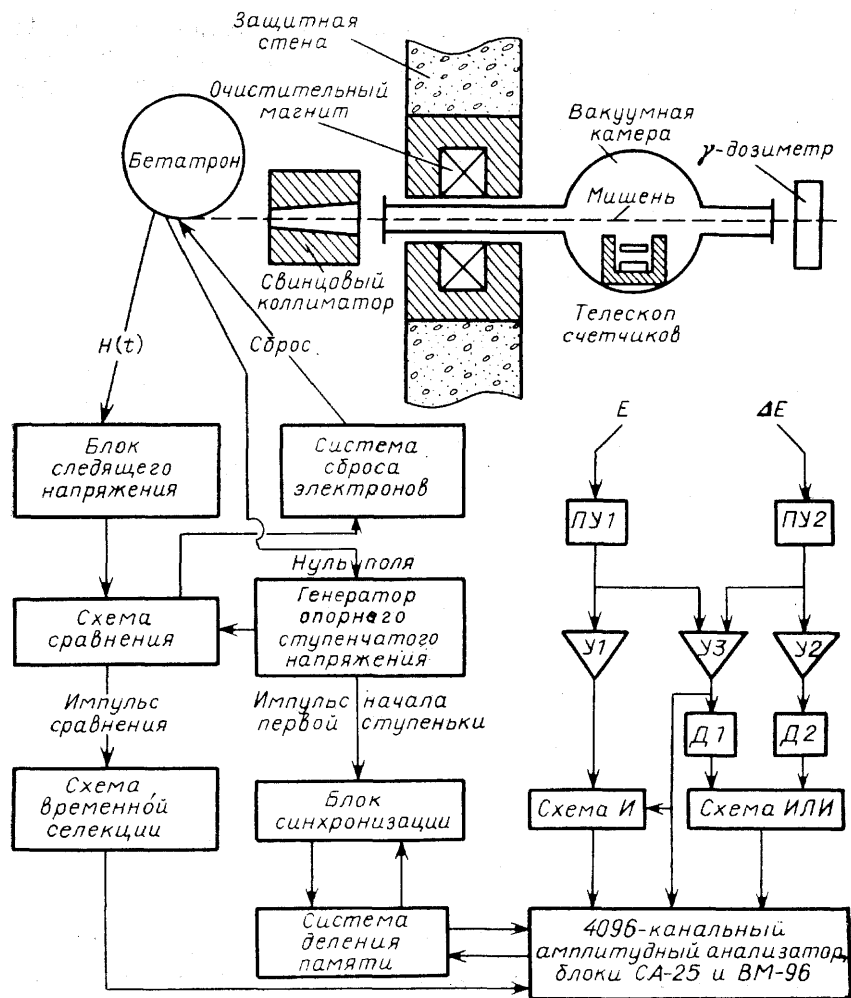 Защитная
стена
Очистительный
магнит
Вакуумная
камера
γ-дозиметр
Бетатрон
Мишень
Свинцовый
коллиматор
Телескоп
счетчиков
H(t)
Сброс
E
ΔE
Блок
следящего
напряжения
Система
сброса
электронов
ПУ1
ПУ2
Нуль поля
Схема
сравнения
Генератор
опорного
ступенчатого
напряжения
У1
У3
У2
Импульс
сравнения
Импульс начала
первой ступеньки
Д1
Д2
Схема
временной
селекции
Блок
синхронизации
Схема И
Схема ИЛИ
Система
деления
памяти
4096-канальный
амплитудный анализатор,
блоки СА-25 и ВМ-96